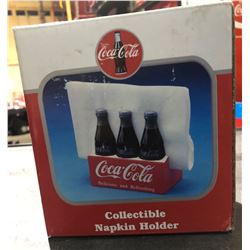 Coca-Cola
Coca-Cola
Delicious and Refreshing
Collectible
Napkin Holder